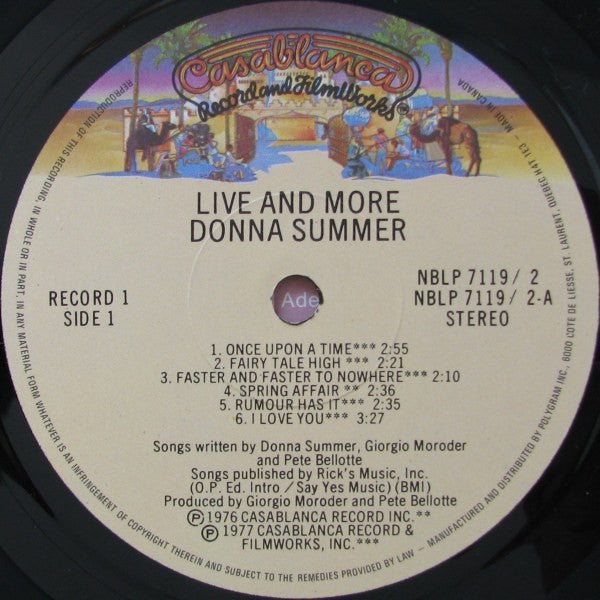 Casablanca
Record and FilmWorks®
LIVE AND MORE
DONNA SUMMER
RECORD 1
SIDE 1
NBLP 7119/ 2
NBLP 7119/ 2-A
STEREO
Ade
1. ONCE UPON A TIME*** 2:55
2. FAIRY TALE HIGH *** 2:21
3. FASTER AND FASTER TO NOWHERE*** 2:10
4. SPRING AFFAIR ** 2:36
5. RUMOUR HAS IT*** 2:35
6. I LOVE YOU*** 3:27
Songs written by Donna Summer, Giorgio Moroder
and Pete Bellotte
Songs published by Rick's Music, Inc.
(O.P. Ed. Intro / Say Yes Music) (BMI)
Produced by Giorgio Moroder and Pete Bellotte
Ⓟ 1976 CASABLANCA RECORD INC.**
Ⓟ 1977 CASABLANCA RECORD &
FILMWORKS, INC.***
REPRODUCTION OF THIS RECORDING, IN WHOLE OR IN PART, IN ANY MATERIAL FORM WHATEVER IS AN INFRINGEMENT OF COPYRIGHT THEREIN AND SUBJECT TO THE REMEDIES PROVIDED BY LAW – MANUFACTURED AND DISTRIBUTED BY POLYGRAM INC., 6000 COTE DE LIESSE, ST. LAURENT, QUEBEC H4T 1E3 – MADE IN CANADA